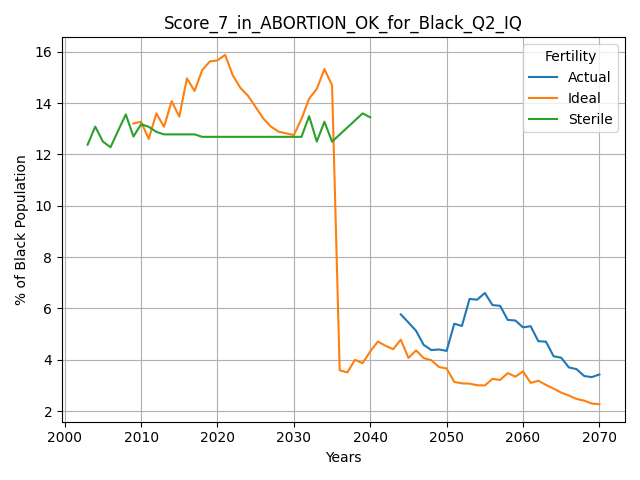 Score_7_in_ABORTION_OK_for_Black_Q2_IQ
Fertility
Actual
Ideal
Sterile
% of Black Population
16
14
12
10
8
6
4
2
2000 2010 2020 2030 2040 2050 2060 2070
Years